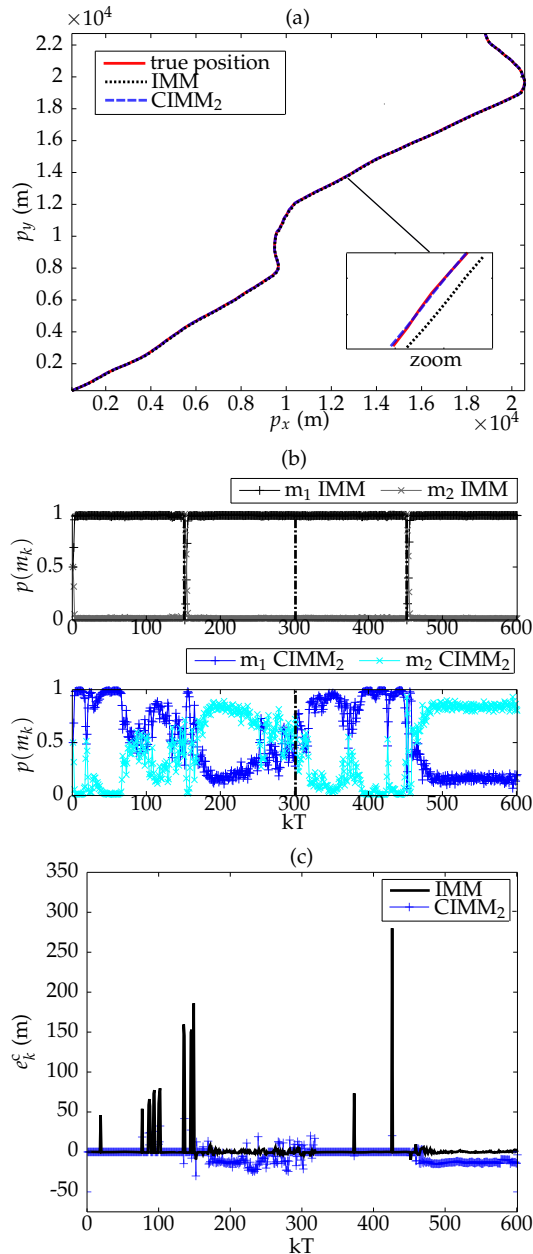 (a)
×10⁴
2.2
2
1.8
1.6
1.4
1.2
1
0.8
0.6
0.4
0.2
p_y (m)
true position
IMM
CIMM₂
zoom
0.2 0.4 0.6 0.8 1 1.2 1.4 1.6 1.8 2
p_x (m)
×10⁴
(b)
m₁ IMM m₂ IMM
1
0.5
0
p(m_k)
0 100 200 300 400 500 600
m₁ CIMM₂ m₂ CIMM₂
1
0.5
0
p(m_k)
0 100 200 300 400 500 600
kT
(c)
350
300
250
200
150
100
50
0
-50
e_k^c (m)
IMM
CIMM₂
0 100 200 300 400 500 600
kT